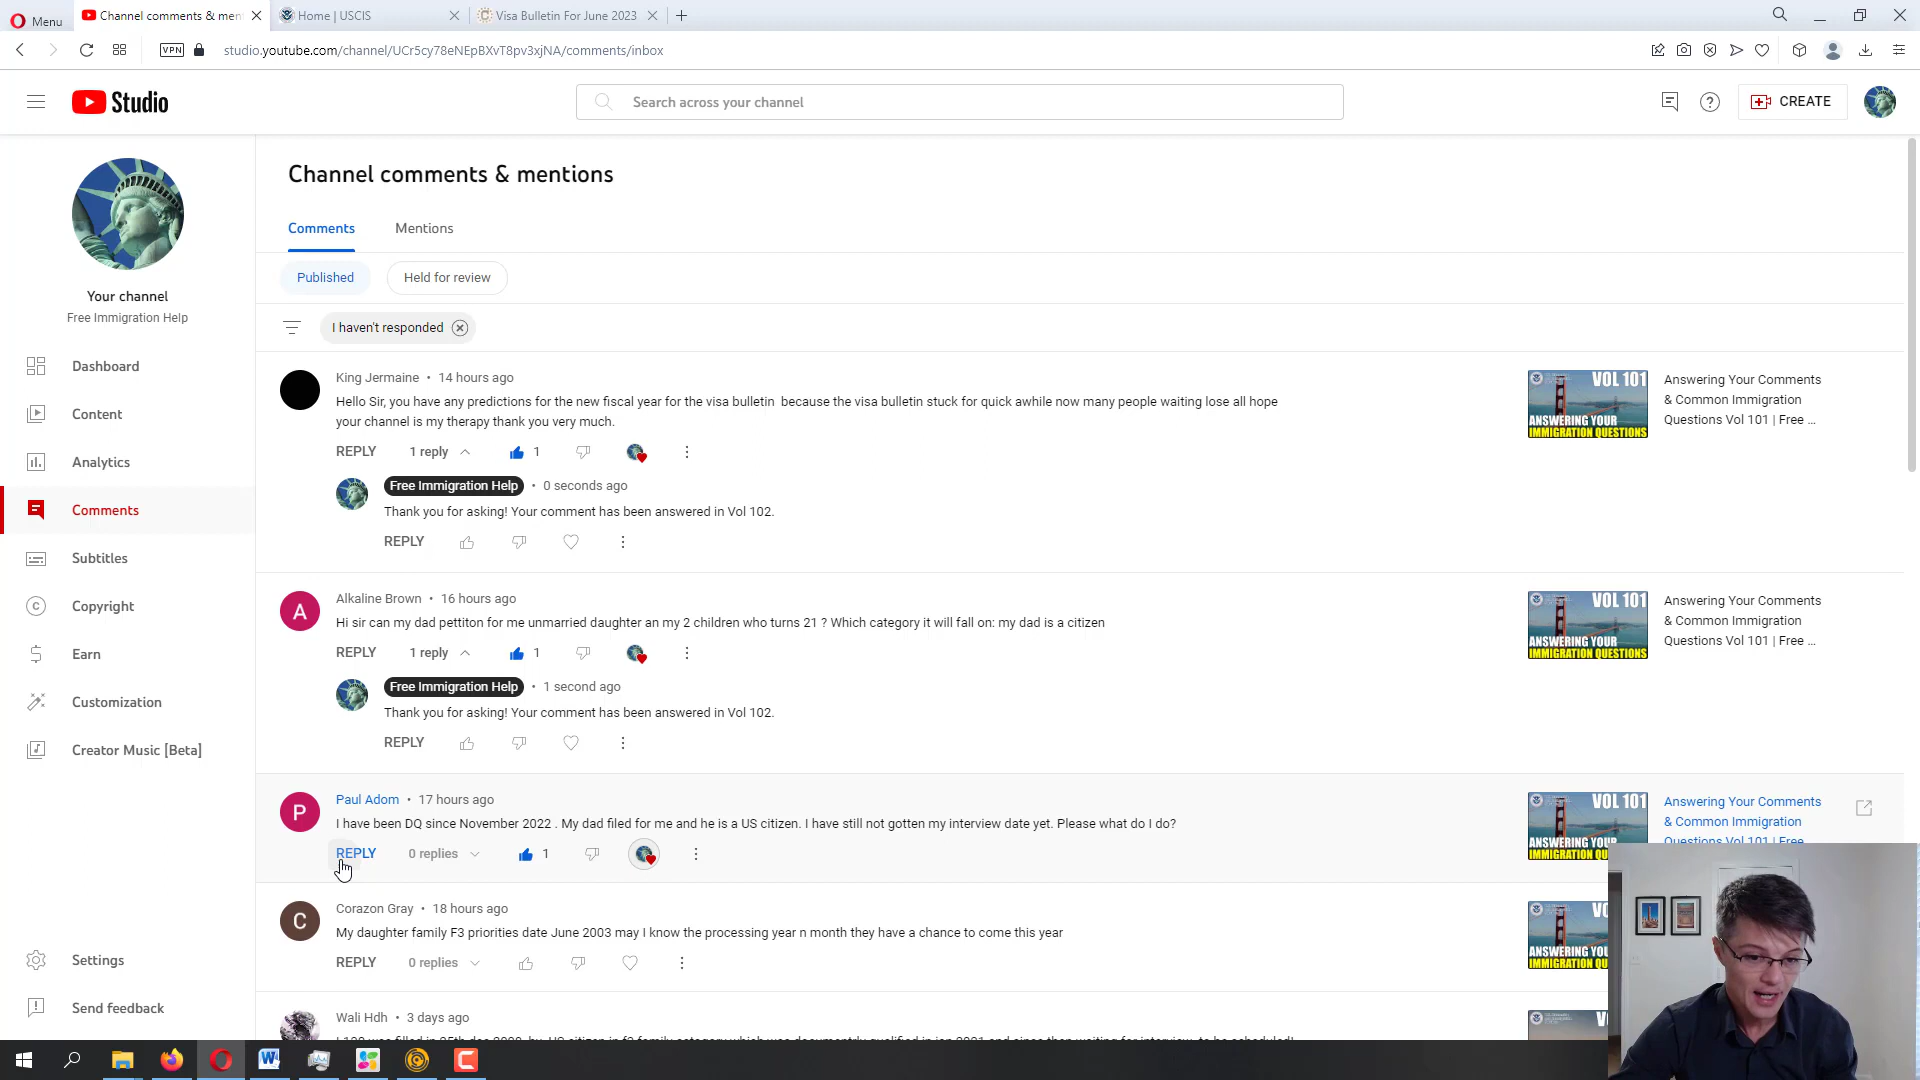 Menu
Channel comments & men
Home | USCIS
Visa Bulletin For June 2023
VPN
studio.youtube.com/channel/UCr5cy78eNEpBXvT8pv3xjNA/comments/inbox
Studio
Search across your channel
CREATE
Your channel
Free Immigration Help
Dashboard
Content
Analytics
Comments
Subtitles
Copyright
Earn
Customization
Creator Music [Beta]
Settings
Send feedback
Channel comments & mentions
Comments
Mentions
Published
Held for review
I haven't responded
King Jermaine • 14 hours ago
Hello Sir, you have any predictions for the new fiscal year for the visa bulletin because the visa bulletin stuck for quick awhile now many people waiting lose all hope
your channel is my therapy thank you very much.
REPLY 1 reply 1
Free Immigration Help • 0 seconds ago
Thank you for asking! Your comment has been answered in Vol 102.
REPLY
VOL 101
ANSWERING YOUR
IMMIGRATION QUESTIONS
Answering Your Comments
& Common Immigration
Questions Vol 101 | Free ...
A
Alkaline Brown • 16 hours ago
Hi sir can my dad pettiton for me unmarried daughter an my 2 children who turns 21 ? Which category it will fall on: my dad is a citizen
REPLY 1 reply 1
Free Immigration Help • 1 second ago
Thank you for asking! Your comment has been answered in Vol 102.
REPLY
VOL 101
ANSWERING YOUR
IMMIGRATION QUESTIONS
Answering Your Comments
& Common Immigration
Questions Vol 101 | Free ...
P
Paul Adom • 17 hours ago
I have been DQ since November 2022 . My dad filed for me and he is a US citizen. I have still not gotten my interview date yet. Please what do I do?
REPLY 0 replies 1
VOL 101
ANSWERING YOUR
IMMIGRATION
Answering Your Comments
& Common Immigration
Questions Vol 101 | Free
C
Corazon Gray • 18 hours ago
My daughter family F3 priorities date June 2003 may I know the processing year n month they have a chance to come this year
REPLY 0 replies
ANSWERING
IMMIGRATION
Wali Hdh • 3 days ago